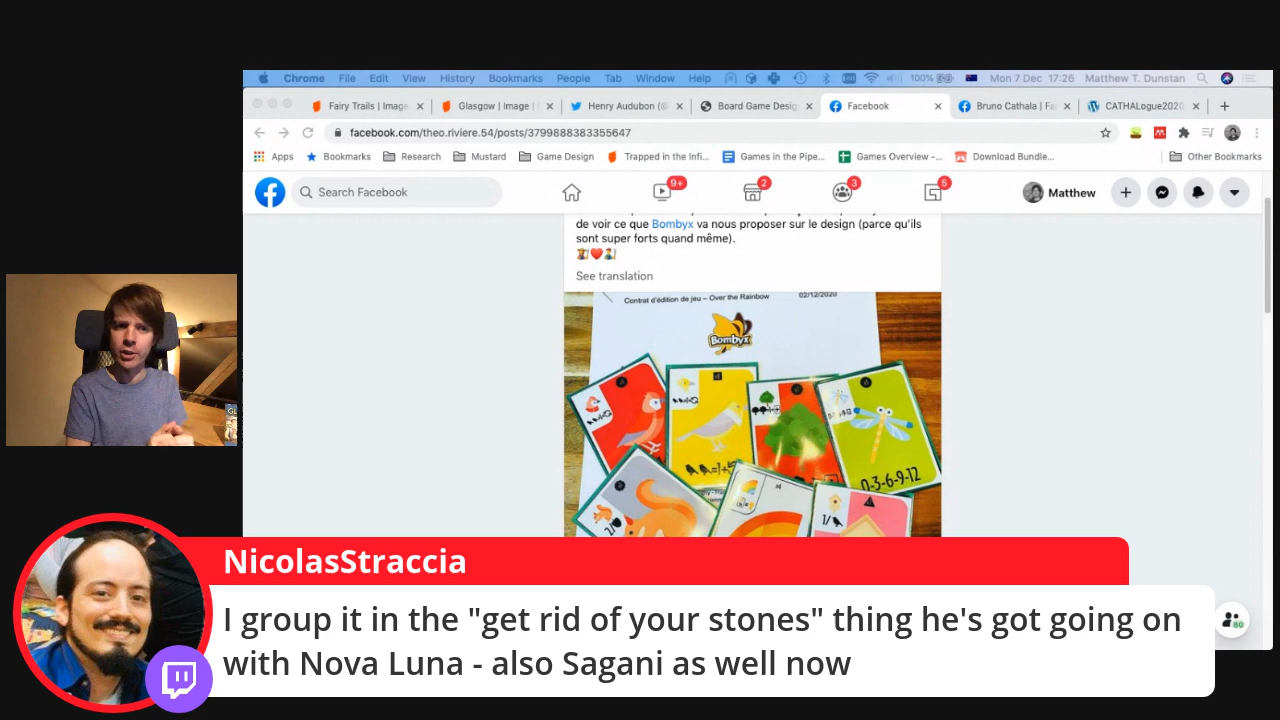 Chrome File Edit View History Bookmarks People Tab Window Help 100% Mon 7 Dec 17:26 Matthew T. Dunstan
Fairy Trails | Image Glasgow | Image | Henry Audubon (@ Board Game Desig Facebook Bruno Cathala | Fa CATHALogue2020
facebook.com/theo.riviere.54/posts/3799888383355647
Apps Bookmarks Research Mustard Game Design Trapped in the Infi... Games in the Pipe... Games Overview -... Download Bundle... Other Bookmarks
Search Facebook 9+ 2 3 5 Matthew
de voir ce que Bombyx va nous proposer sur le design (parce qu'ils
sont super forts quand même).
See translation
Contrat d'édition de jeu – Over the Rainbow 02/12/2020
Bombyx
0-3-6-9-12
NicolasStraccia
I group it in the "get rid of your stones" thing he's got going on
with Nova Luna - also Sagani as well now
80